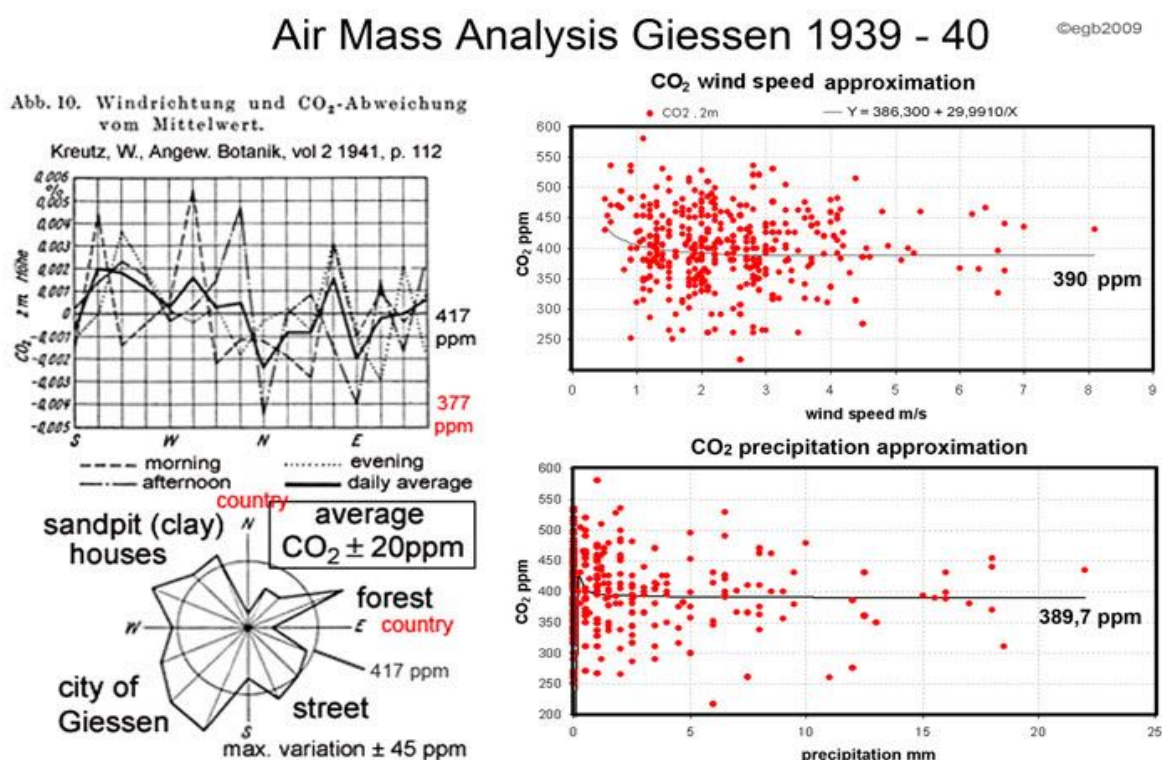 Air Mass Analysis Giessen 1939 - 40
©egb2009
Abb. 10. Windrichtung und CO₂-Abweichung
vom Mittelwert.
Kreutz, W., Angew. Botanik, vol 2 1941, p. 112
0,006
%
0,005
0,004
0,003
0,002
0,001
0
-0,001
-0,002
-0,003
-0,004
-0,005
CO₂ 2m Höhe
417
ppm
377
ppm
S W N E
morning
evening
afternoon
daily average
country
average
CO₂ ± 20ppm
sandpit (clay)
houses
N
forest
W
E
country
417 ppm
city of
Giessen
street
S
max. variation ± 45 ppm
CO₂ wind speed approximation
CO2 , 2m
Y = 386,300 + 29,9910/X
600
550
500
450
400
350
300
250
CO₂ ppm
390 ppm
0 1 2 3 4 5 6 7 8 9
wind speed m/s
CO₂ precipitation approximation
600
550
500
450
400
350
300
250
200
CO₂ ppm
389,7 ppm
0 5 10 15 20 25
precipitation mm